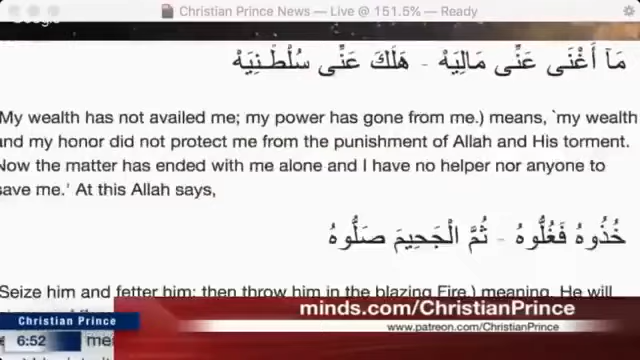 Christian Prince News — Live @ 151.5% — Ready
Google
مَآ أَغْنَى عَنِّى مَالِيَهْ - هَلَكَ عَنِّى سُلْطَـنِيَهْ
My wealth has not availed me; my power has gone from me.) means, `my wealth
and my honor did not protect me from the punishment of Allah and His torment.
Now the matter has ended with me alone and I have no helper nor anyone to
save me.' At this Allah says,
خُذُوهُ فَغُلُّوهُ - ثُمَّ الْجَحِيمَ صَلُّوهُ
Seize him and fetter him; then throw him in the blazing Fire.) meaning, He will
minds.com/ChristianPrince
Christian Prince
www.patreon.com/ChristianPrince
6:52